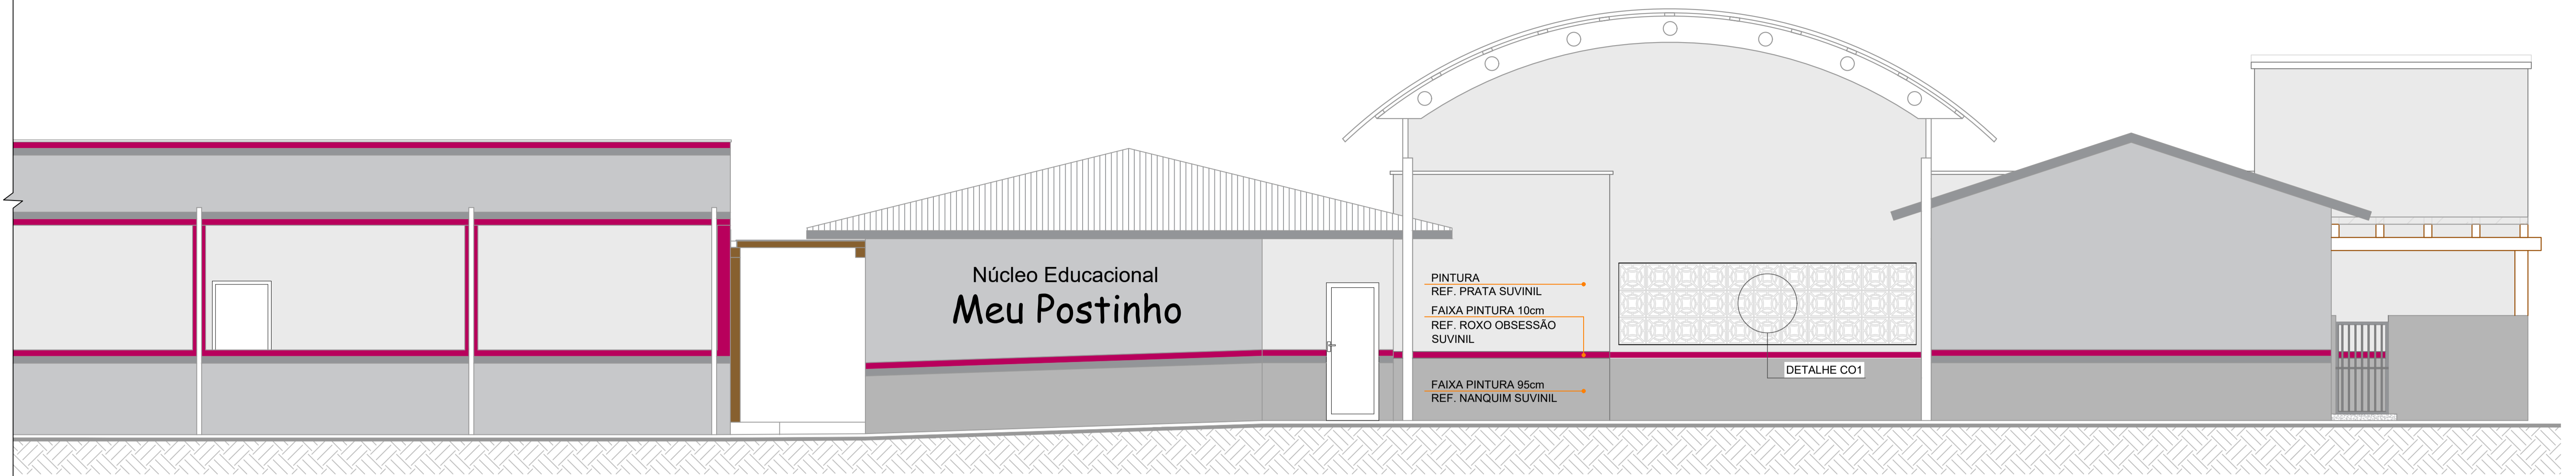 Núcleo Educacional
Meu Postinho
PINTURA
REF. PRATA SUVINIL
FAIXA PINTURA 10cm
REF. ROXO OBSESSÃO
SUVINIL
FAIXA PINTURA 95cm
REF. NANQUIM SUVINIL
DETALHE CO1